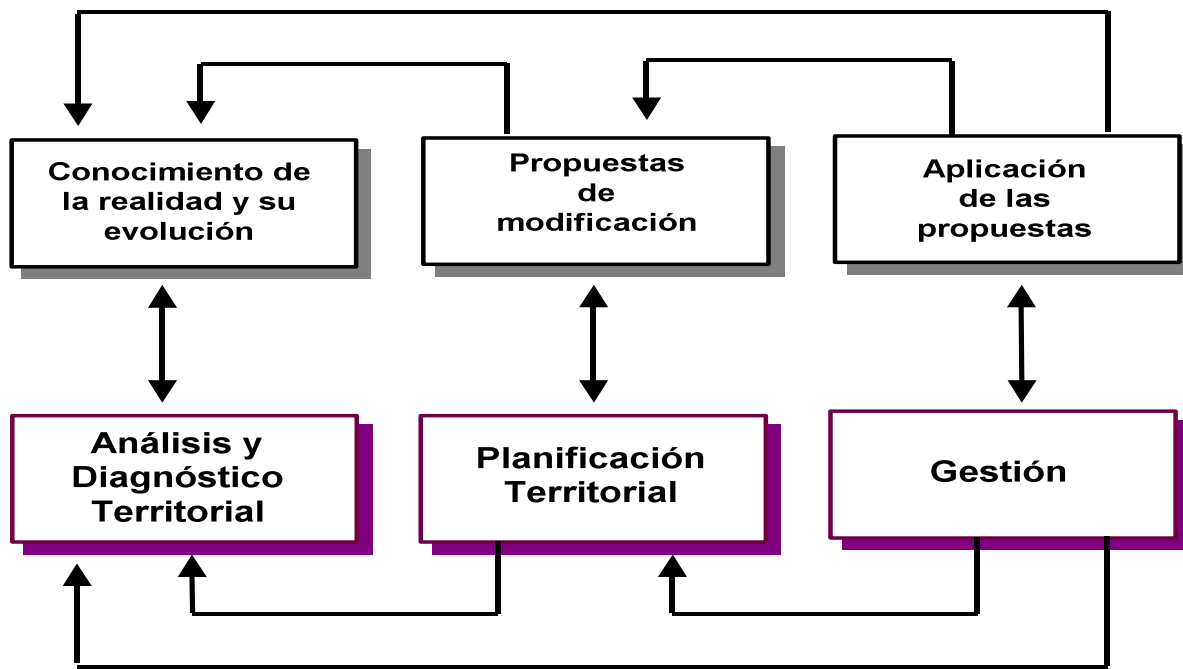 Conocimiento de
la realidad y su
evolución
Propuestas
de
modificación
Aplicación
de las
propuestas
Análisis y
Diagnóstico
Territorial
Planificación
Territorial
Gestión